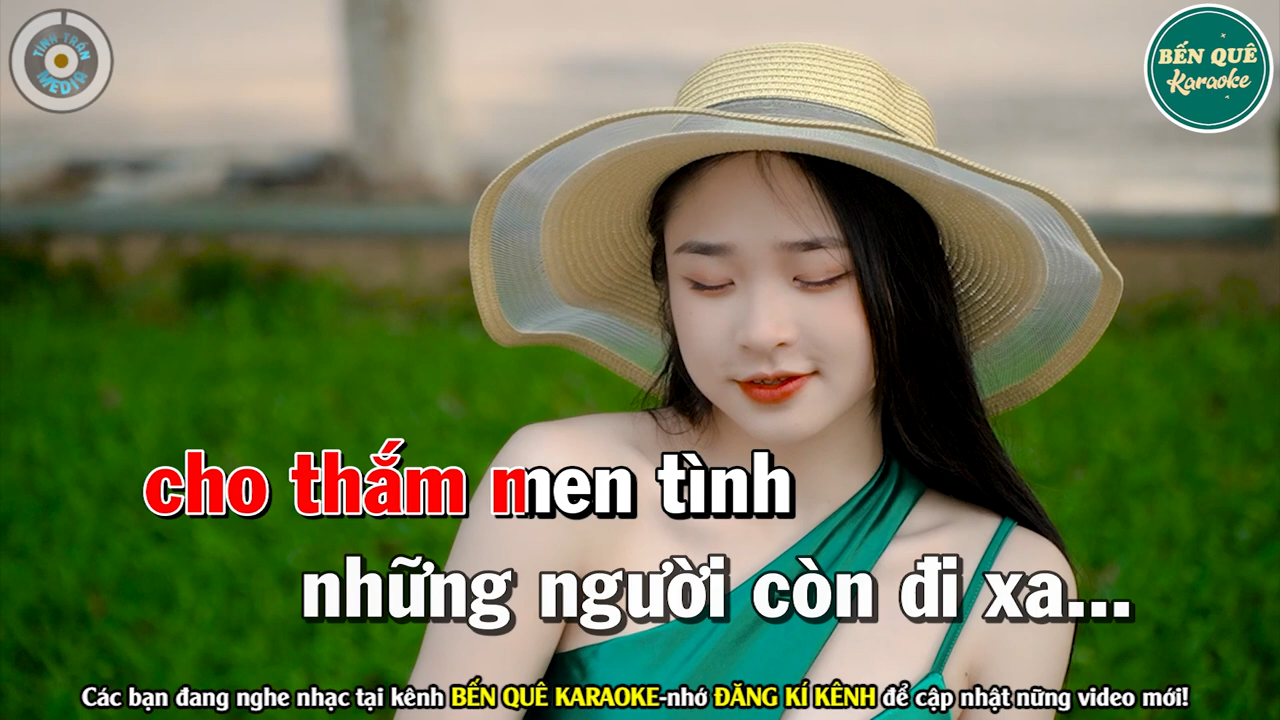 TÌNH TRẦN
MEDIA
BẾN QUÊ
Karaoke
cho thắm men tình
những người còn đi xa...
Các bạn đang nghe nhạc tại kênh BẾN QUÊ KARAOKE-nhớ ĐĂNG KÍ KÊNH để cập nhật nững video mới!